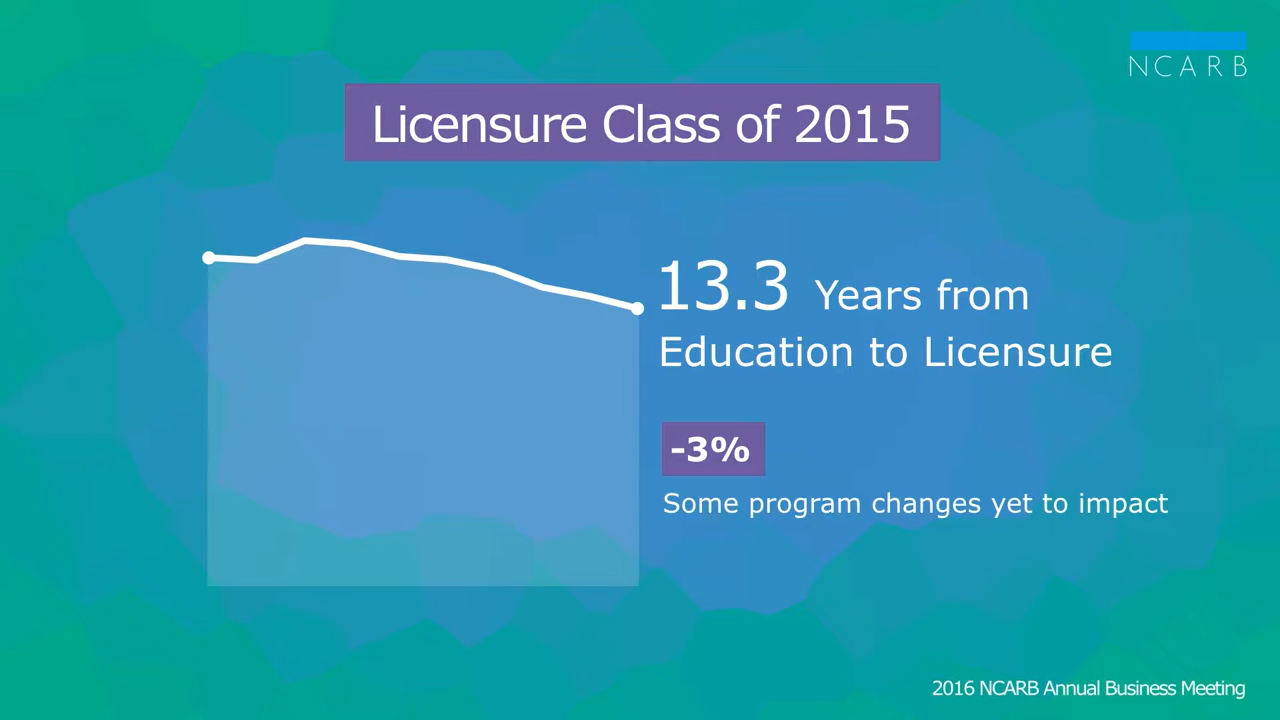 NCARB
Licensure Class of 2015
13.3 Years from
Education to Licensure
-3%
Some program changes yet to impact
2016 NCARB Annual Business Meeting